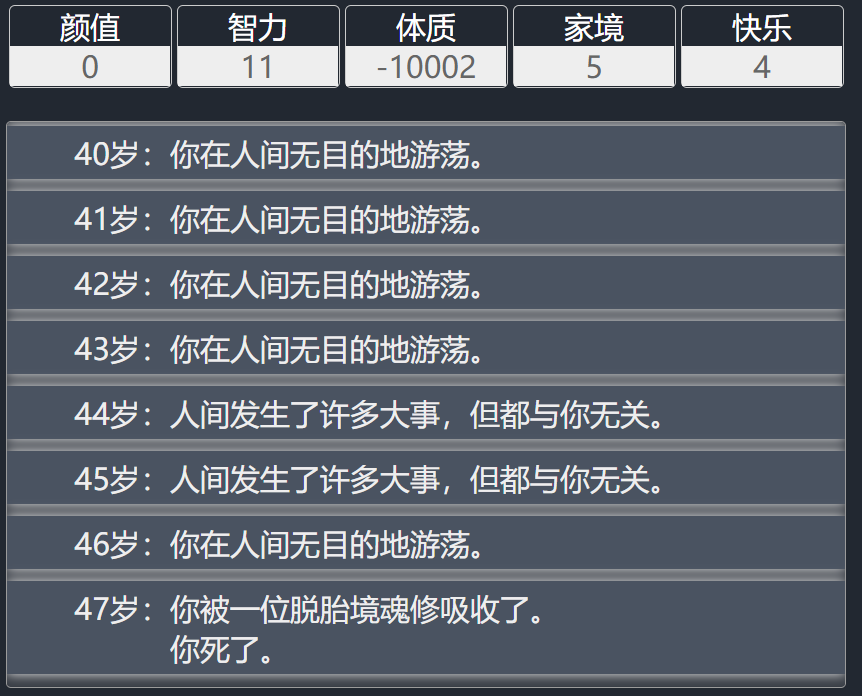 颜值 智力 体质 家境 快乐
0 11 -10002 5 4
40岁：你在人间无目的地游荡。
41岁：你在人间无目的地游荡。
42岁：你在人间无目的地游荡。
43岁：你在人间无目的地游荡。
44岁：人间发生了许多大事，但都与你无关。
45岁：人间发生了许多大事，但都与你无关。
46岁：你在人间无目的地游荡。
47岁：你被一位脱胎境魂修吸收了。
你死了。